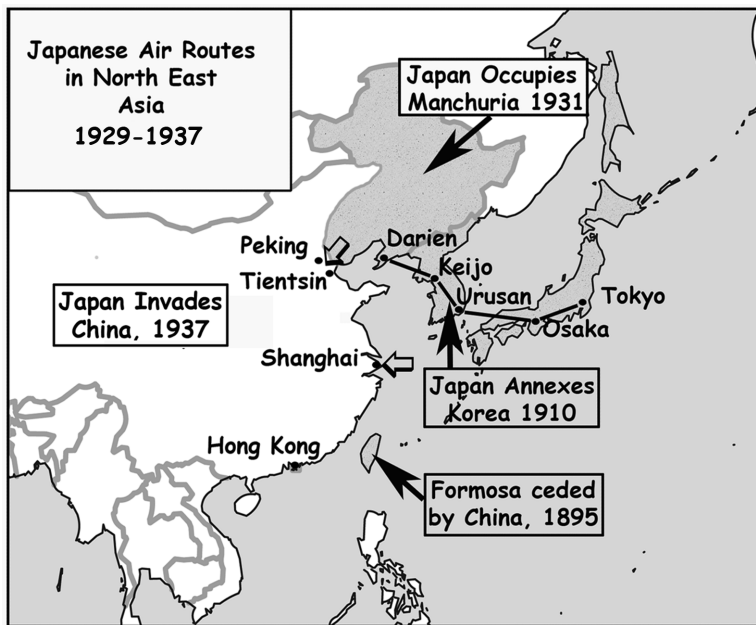 Japanese Air Routes
in North East
Asia
1929-1937
Japan Occupies
Manchuria 1931
Peking
Darien
Keijo
Tientsin
Urusan
Tokyo
Japan Invades
China, 1937
Osaka
Shanghai
Japan Annexes
Korea 1910
Hong Kong
Formosa ceded
by China, 1895